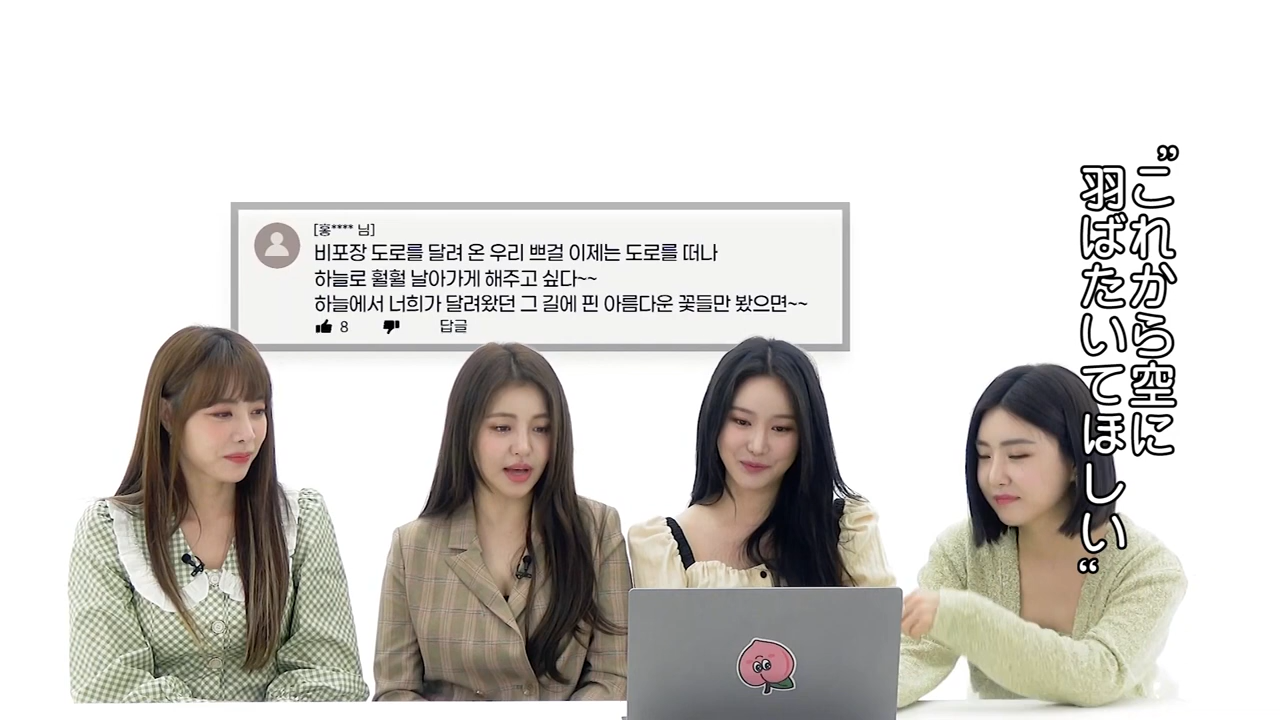 [홍**** 님]
비포장 도로를 달려 온 우리 쁘걸 이제는 도로를 떠나
하늘로 훨훨 날아가게 해주고 싶다~~
하늘에서 너희가 달려왔던 그 길에 핀 아름다운 꽃들만 봤으면~~
8 답글
”これから空に
羽ばたいてほしい“